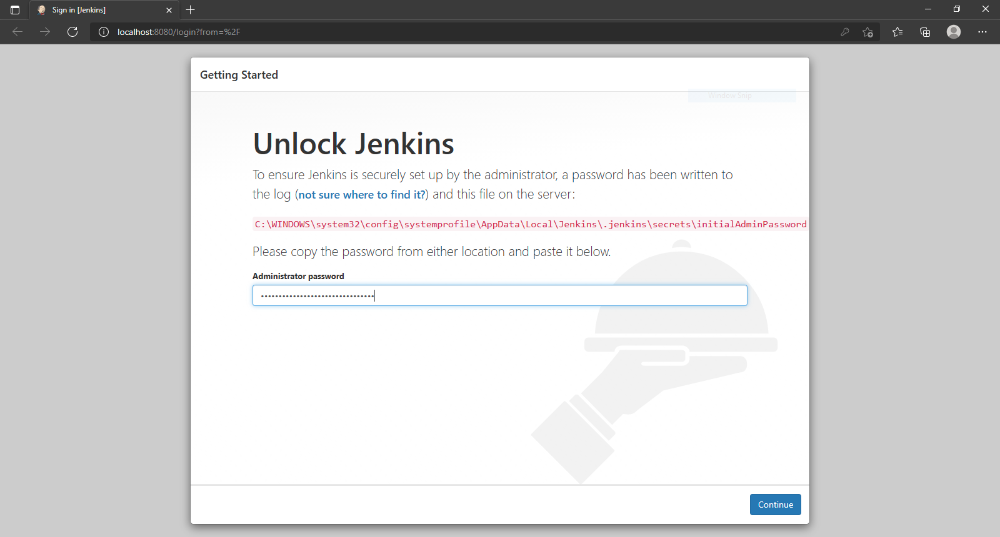 Sign in [Jenkins]
localhost:8080/login?from=%2F
Getting Started
Window Snip
Unlock Jenkins
To ensure Jenkins is securely set up by the administrator, a password has been written to
the log (not sure where to find it?) and this file on the server:
C:\WINDOWS\system32\config\systemprofile\AppData\Local\Jenkins\.jenkins\secrets\initialAdminPassword
Please copy the password from either location and paste it below.
Administrator password
••••••••••••••••••••••••••••••••
Continue